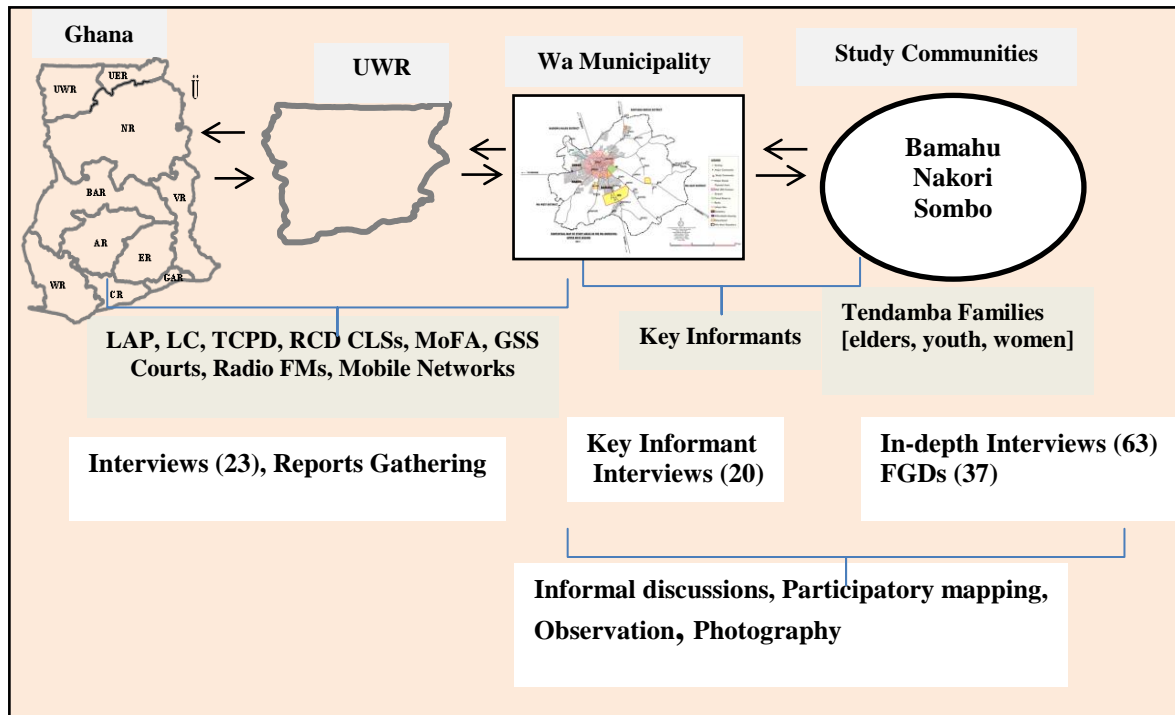 Ghana
UWR
Wa Municipality
Study Communities
UER
UWR
Ü
NR
BAR
VR
AR
ER
GAR
WR
CR
Bamahu
Nakori
Sombo
LAP, LC, TCPD, RCD CLSs, MoFA, GSS
Courts, Radio FMs, Mobile Networks
Key Informants
Tendamba Families
[elders, youth, women]
Interviews (23), Reports Gathering
Key Informant
Interviews (20)
In-depth Interviews (63)
FGDs (37)
Informal discussions, Participatory mapping,
Observation, Photography